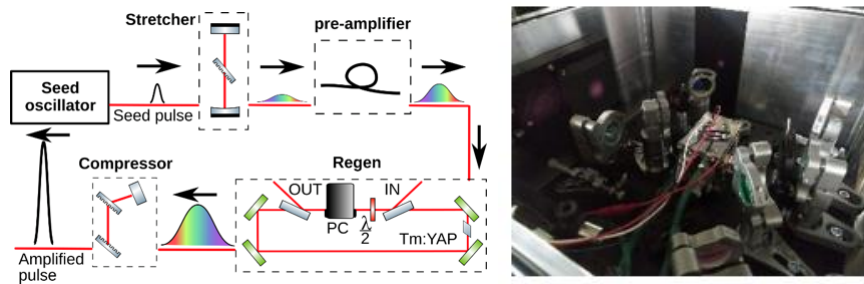 Stretcher
pre-amplifier
Seed
oscillator
Seed pulse
Compressor
Regen
OUT
IN
PC
λ
2
Tm:YAP
Amplified
pulse